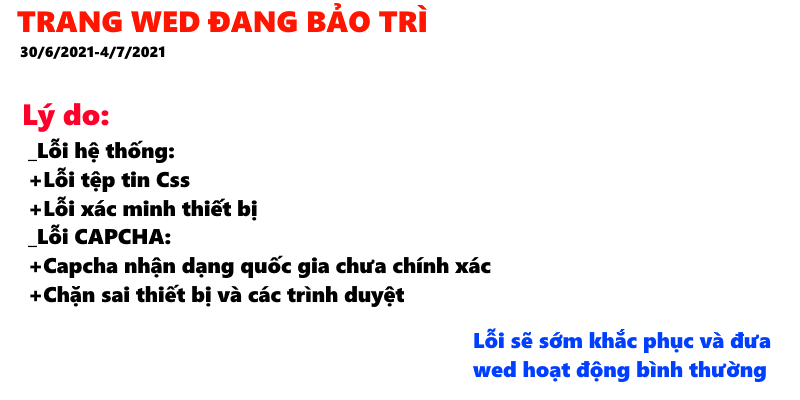 TRANG WED ĐANG BẢO TRÌ
30/6/2021-4/7/2021
Lý do:
_Lỗi hệ thống:
+Lỗi tệp tin Css
+Lỗi xác minh thiết bị
_Lỗi CAPCHA:
+Capcha nhận dạng quốc gia chưa chính xác
+Chặn sai thiết bị và các trình duyệt
Lỗi sẽ sớm khắc phục và đưa
wed hoạt động bình thường